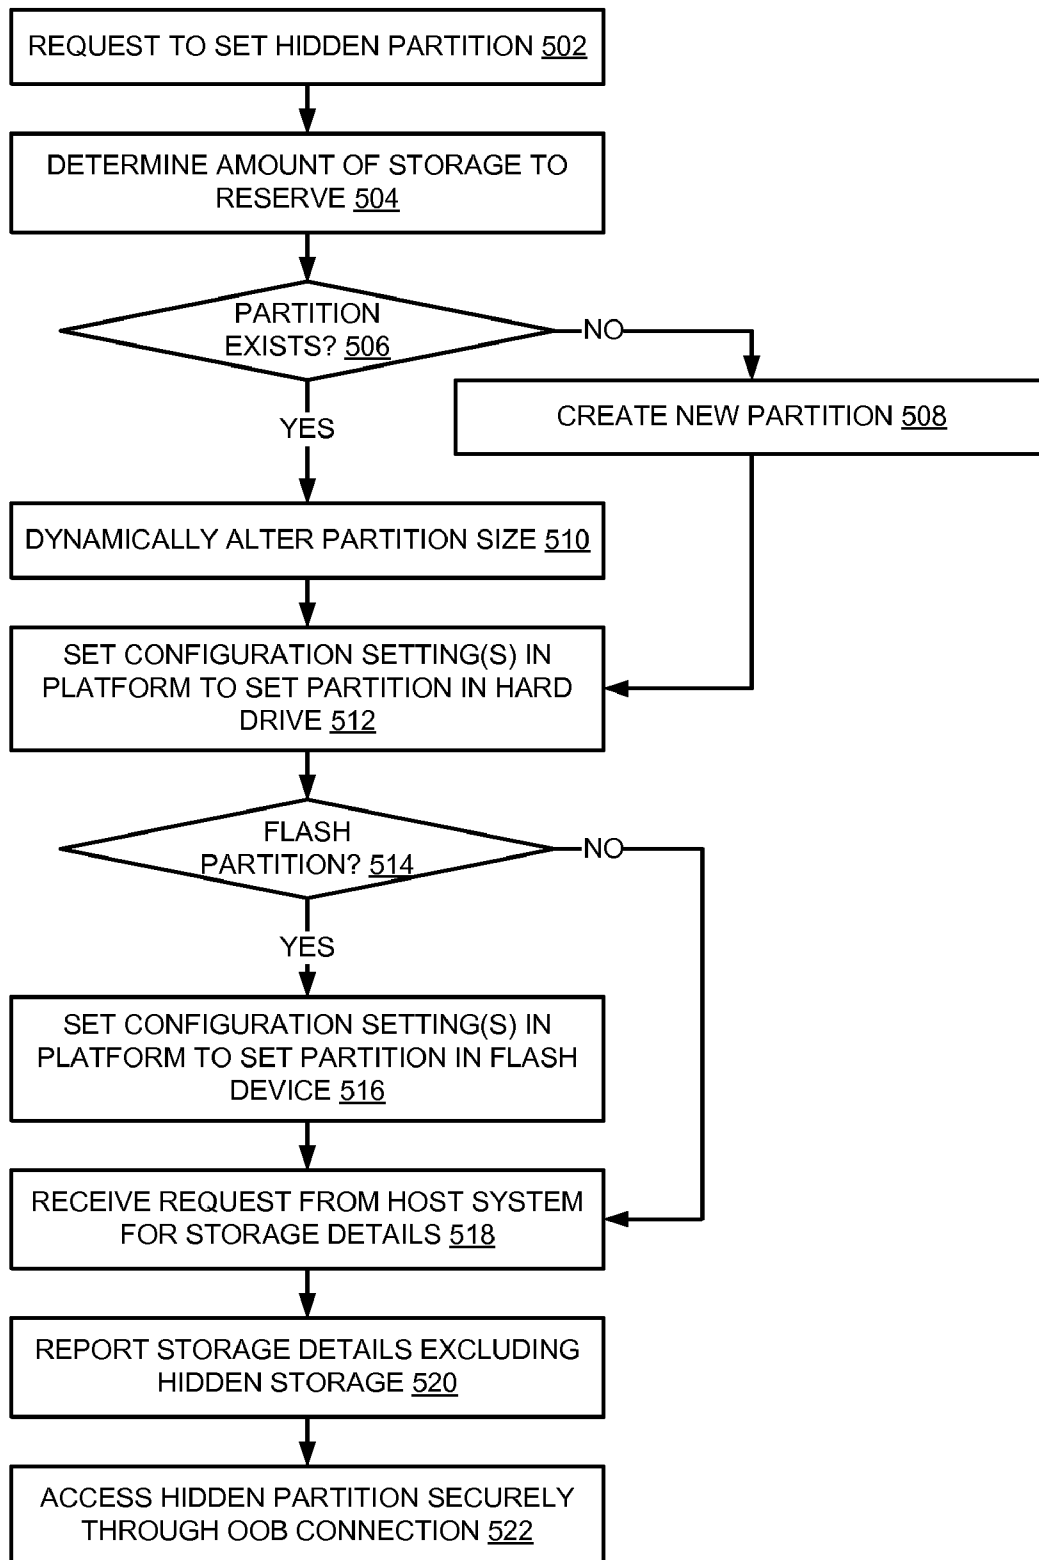 REQUEST TO SET HIDDEN PARTITION 502
DETERMINE AMOUNT OF STORAGE TO
RESERVE 504
PARTITION
EXISTS? 506
NO
CREATE NEW PARTITION 508
YES
DYNAMICALLY ALTER PARTITION SIZE 510
SET CONFIGURATION SETTING(S) IN
PLATFORM TO SET PARTITION IN HARD
DRIVE 512
FLASH
PARTITION? 514
NO
YES
SET CONFIGURATION SETTING(S) IN
PLATFORM TO SET PARTITION IN FLASH
DEVICE 516
RECEIVE REQUEST FROM HOST SYSTEM
FOR STORAGE DETAILS 518
REPORT STORAGE DETAILS EXCLUDING
HIDDEN STORAGE 520
ACCESS HIDDEN PARTITION SECURELY
THROUGH OOB CONNECTION 522